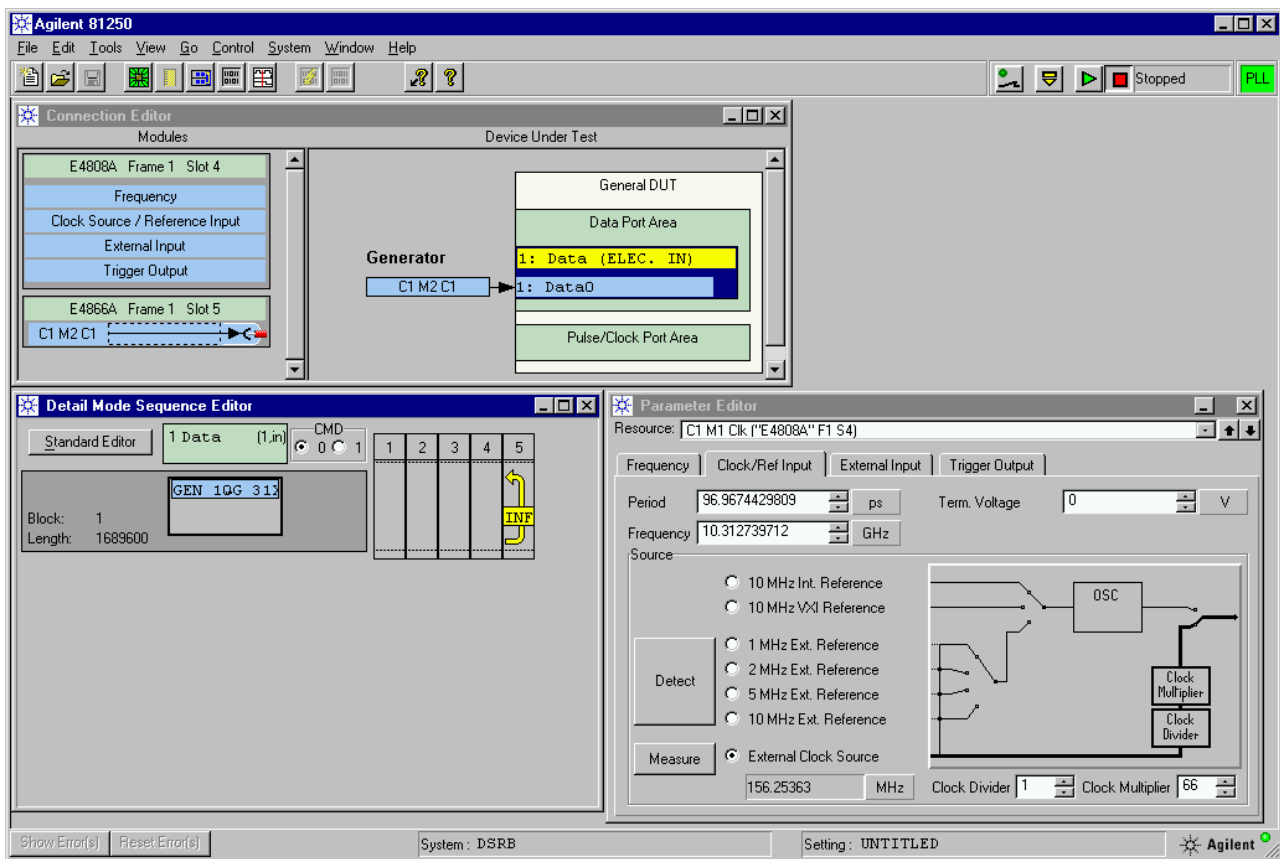 Agilent 81250
File Edit Tools View Go Control System Window Help
Stopped
PLL
Connection Editor
Modules
Device Under Test
E4808A Frame 1 Slot 4
Frequency
Clock Source / Reference Input
External Input
Trigger Output
E4866A Frame 1 Slot 5
C1 M2 C1
Generator
C1 M2 C1
General DUT
Data Port Area
1: Data (ELEC. IN)
1: Data0
Pulse/Clock Port Area
Detail Mode Sequence Editor
Standard Editor
1 Data (1,in)
CMD
0 1
1 2 3 4 5
Block: 1
Length: 1689600
INF
Parameter Editor
Resource: C1 M1 Clk ("E4808A" F1 S4)
Frequency Clock/Ref Input External Input Trigger Output
Period 96.9674429809 ps Term. Voltage 0 V
Frequency 10.312739712 GHz
Source
10 MHz Int. Reference
10 MHz VXI Reference
1 MHz Ext. Reference
2 MHz Ext. Reference
5 MHz Ext. Reference
10 MHz Ext. Reference
Detect
Measure
External Clock Source
156.25363 MHz
OSC
Clock
Multiplier
Clock
Divider
Clock Divider 1 Clock Multiplier 66
Show Error(s) Reset Error(s)
System: DSRB
Setting: UNTITLED
Agilent